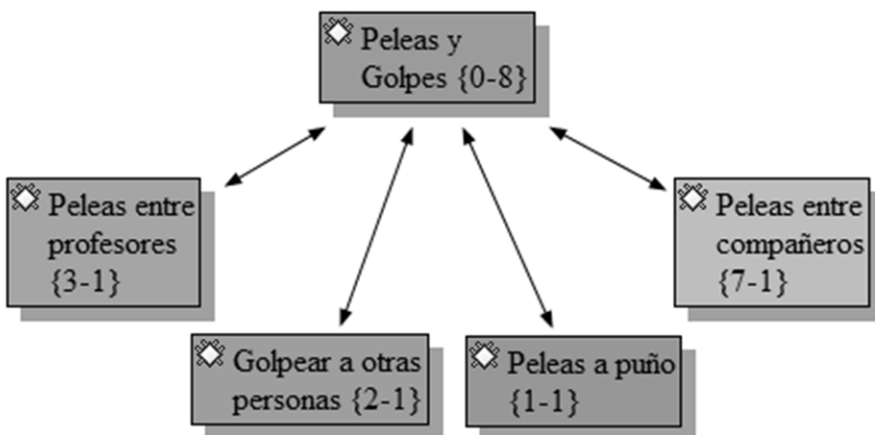 Peleas y
Golpes {0-8}
Peleas entre
profesores
{3-1}
Peleas entre
compañeros
{7-1}
Golpear a otras
personas {2-1}
Peleas a puño
{1-1}